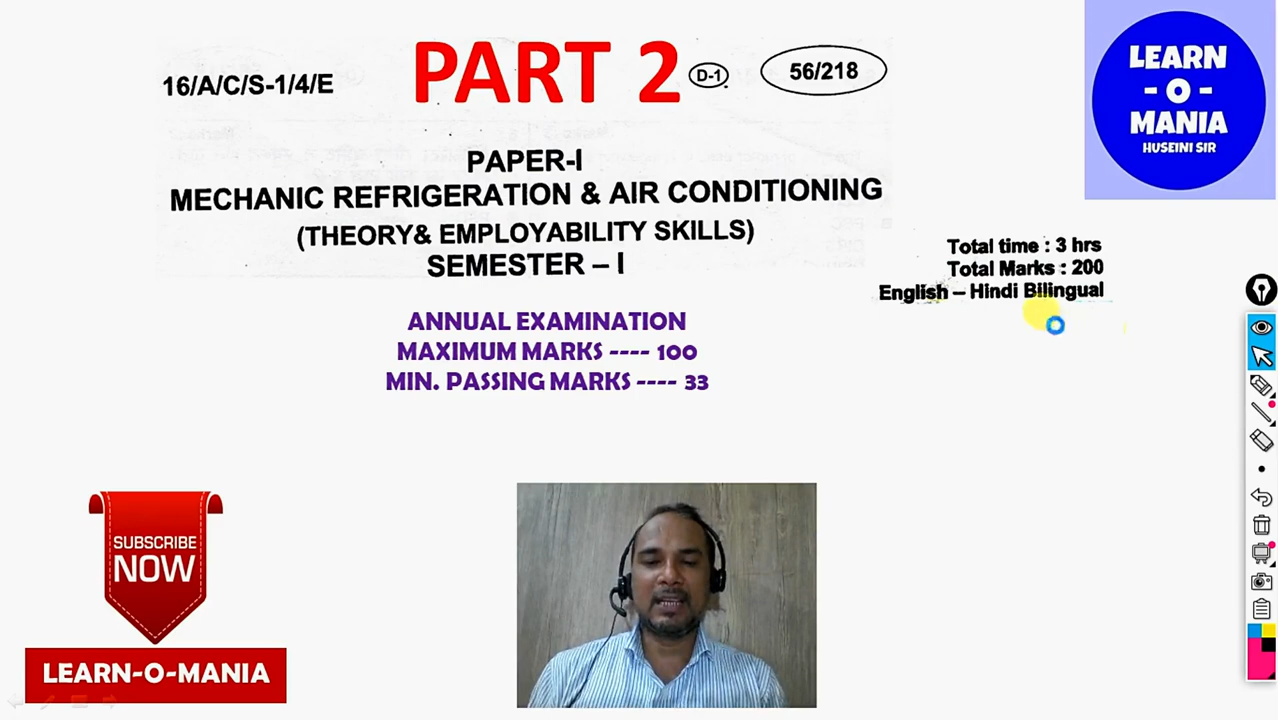 PART 2
16/A/C/S-1/4/E
D-1
56/218
PAPER-I
MECHANIC REFRIGERATION & AIR CONDITIONING
(THEORY& EMPLOYABILITY SKILLS)
SEMESTER – I
Total time : 3 hrs
Total Marks : 200
English – Hindi Bilingual
ANNUAL EXAMINATION
MAXIMUM MARKS ---- 100
MIN. PASSING MARKS ---- 33
LEARN
- O -
MANIA
HUSEINI SIR
SUBSCRIBE
NOW
LEARN-O-MANIA